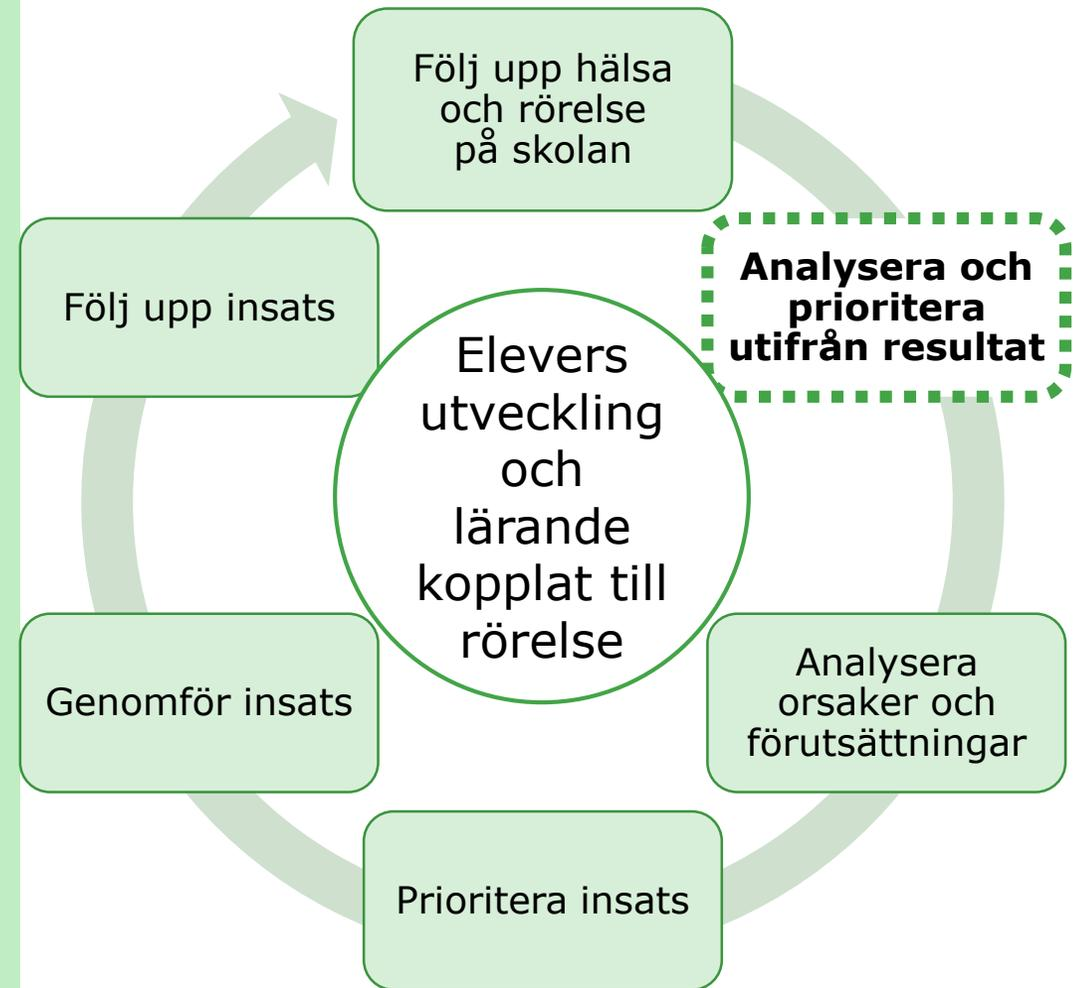 Följ upp hälsa
och rörelse
på skolan
Analysera och
prioritera
utifrån resultat
Analysera
orsaker och
förutsättningar
Prioritera insats
Genomför insats
Följ upp insats
Elevers
utveckling
och
lärande
kopplat till
rörelse